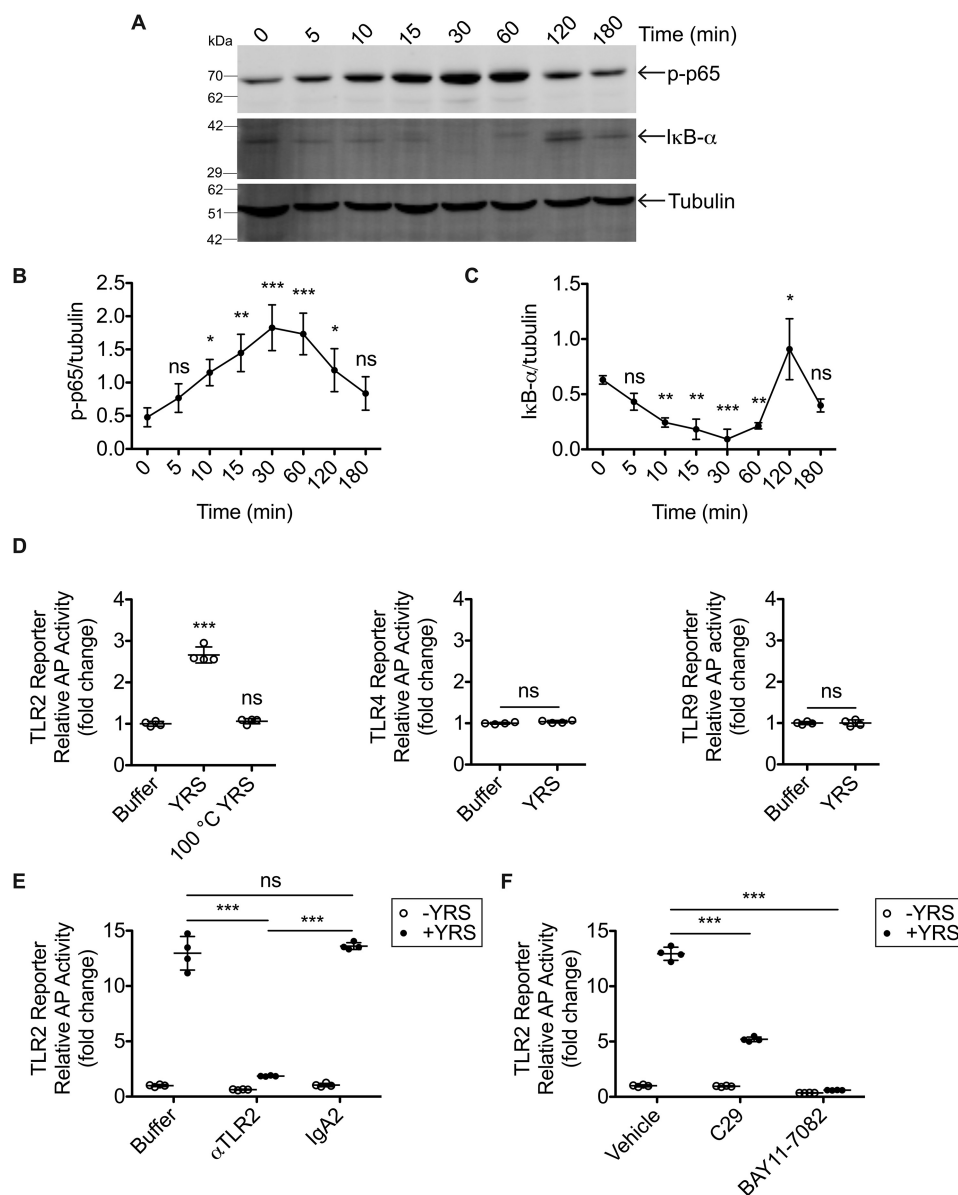 A
kDa
0 5 10 15 30 60 120 180 Time (min)
70
62
p-p65
42
29
IκB-α
62
51
42
Tubulin
B
p-p65/tubulin
2.5
2.0
1.5
1.0
0.5
0.0
ns * ** *** *** * ns
0 5 10 15 30 60 120 180
Time (min)
C
IκB-α/tubulin
1.5
1.0
0.5
0.0
ns ** ** *** ** * ns
0 5 10 15 30 60 120 180
Time (min)
D
TLR2 Reporter
Relative AP Activity
(fold change)
4
3
2
1
0
*** ns
Buffer YRS 100 °C YRS
TLR4 Reporter
Relative AP Activity
(fold change)
4
3
2
1
0
ns
Buffer YRS
TLR9 Reporter
Relative AP activity
(fold change)
4
3
2
1
0
ns
Buffer YRS
E
TLR2 Reporter
Relative AP Activity
(fold change)
15
10
5
0
ns
*** ***
-YRS
+YRS
Buffer αTLR2 IgA2
F
TLR2 Reporter
Relative AP Activity
(fold change)
15
10
5
0
***
***
-YRS
+YRS
Vehicle C29 BAY11-7082